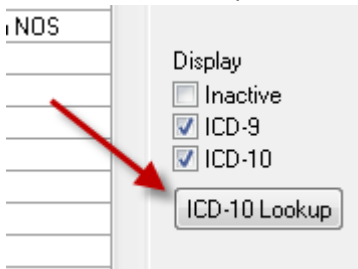 NOS
Display
Inactive
ICD-9
ICD-10
ICD-10 Lookup